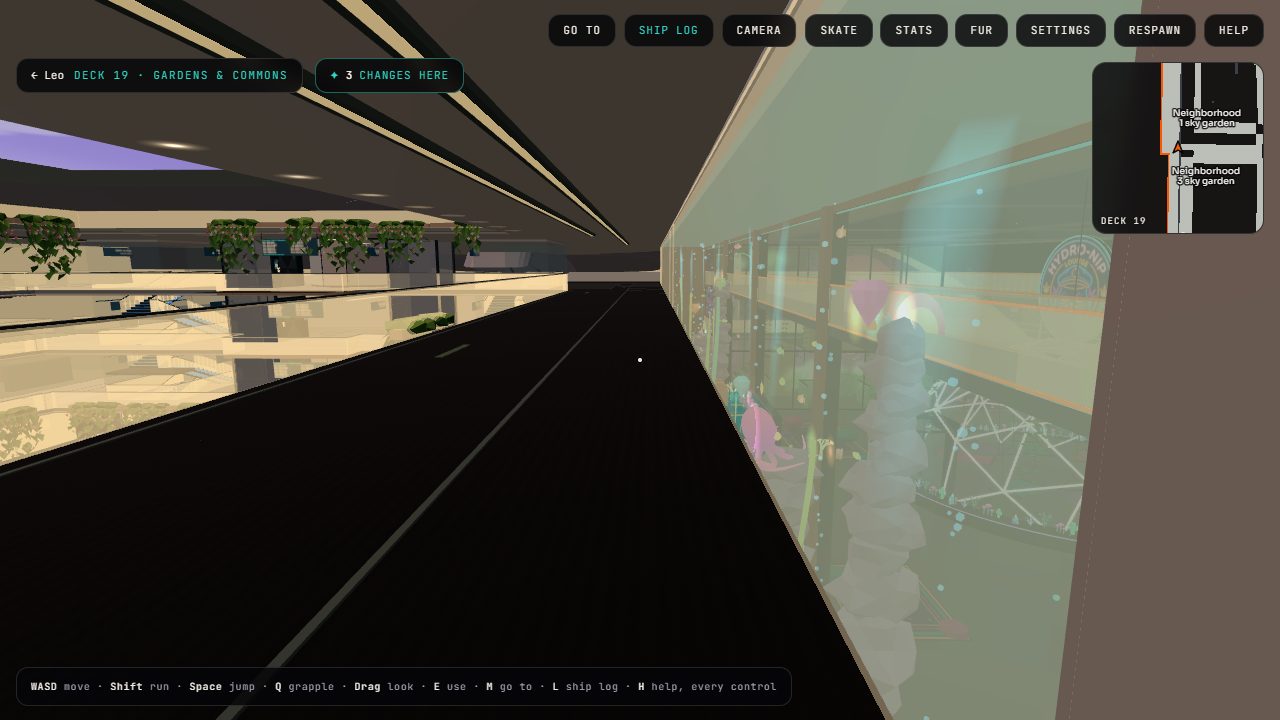 GO TO
SHIP LOG
CAMERA
SKATE
STATS
FUR
SETTINGS
RESPAWN
HELP
← Leo DECK 19 · GARDENS & COMMONS
✦ 3 CHANGES HERE
Neighborhood
1 sky garden
Neighborhood
3 sky garden
DECK 19
HYDRONIP
LOUNGE
WASD move · Shift run · Space jump · Q grapple · Drag look · E use · M go to · L ship log · H help, every control